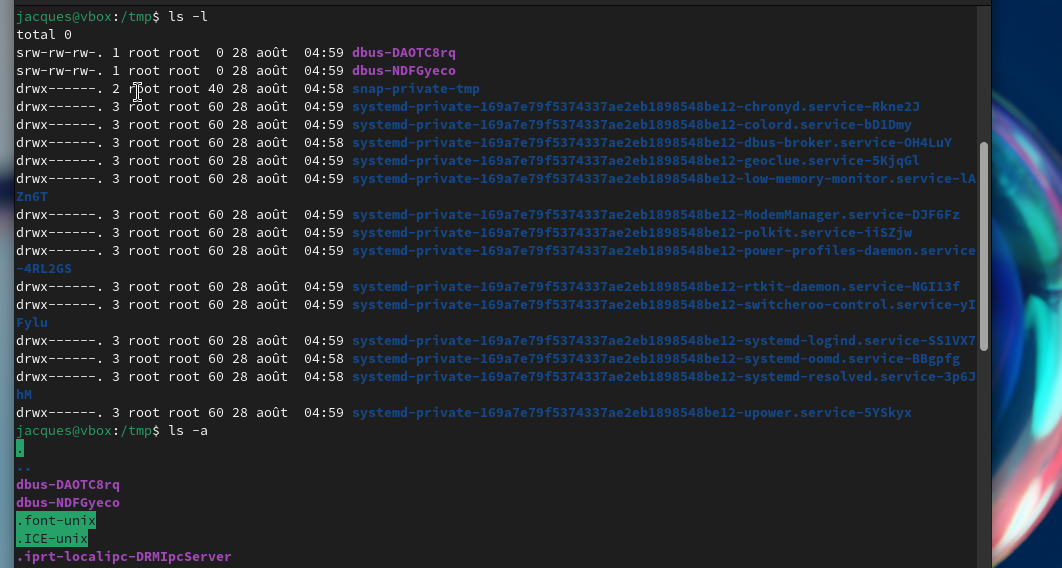 jacques@vbox:/tmp$ ls -l
total 0
srw-rw-rw-. 1 root root  0 28 août  04:59 dbus-DAOTC8rq
srw-rw-rw-. 1 root root  0 28 août  04:59 dbus-NDFGyeco
drwx------. 2 root root 40 28 août  04:58 snap-private-tmp
drwx------. 3 root root 60 28 août  04:59 systemd-private-169a7e79f5374337ae2eb1898548be12-chronyd.service-Rkne2J
drwx------. 3 root root 60 28 août  04:59 systemd-private-169a7e79f5374337ae2eb1898548be12-colord.service-bD1Dmy
drwx------. 3 root root 60 28 août  04:58 systemd-private-169a7e79f5374337ae2eb1898548be12-dbus-broker.service-OH4LuY
drwx------. 3 root root 60 28 août  04:59 systemd-private-169a7e79f5374337ae2eb1898548be12-geoclue.service-5KjqGl
drwx------. 3 root root 60 28 août  04:59 systemd-private-169a7e79f5374337ae2eb1898548be12-low-memory-monitor.service-lA
Zn6T
drwx------. 3 root root 60 28 août  04:59 systemd-private-169a7e79f5374337ae2eb1898548be12-ModemManager.service-DJF6Fz
drwx------. 3 root root 60 28 août  04:59 systemd-private-169a7e79f5374337ae2eb1898548be12-polkit.service-iiSZjw
drwx------. 3 root root 60 28 août  04:59 systemd-private-169a7e79f5374337ae2eb1898548be12-power-profiles-daemon.service
-4RL2GS
drwx------. 3 root root 60 28 août  04:59 systemd-private-169a7e79f5374337ae2eb1898548be12-rtkit-daemon.service-NGI13f
drwx------. 3 root root 60 28 août  04:59 systemd-private-169a7e79f5374337ae2eb1898548be12-switcheroo-control.service-yI
Fylu
drwx------. 3 root root 60 28 août  04:59 systemd-private-169a7e79f5374337ae2eb1898548be12-systemd-logind.service-SS1VX7
drwx------. 3 root root 60 28 août  04:58 systemd-private-169a7e79f5374337ae2eb1898548be12-systemd-oomd.service-BBgpfg
drwx------. 3 root root 60 28 août  04:58 systemd-private-169a7e79f5374337ae2eb1898548be12-systemd-resolved.service-3p6J
hM
drwx------. 3 root root 60 28 août  04:59 systemd-private-169a7e79f5374337ae2eb1898548be12-upower.service-5YSkyx
jacques@vbox:/tmp$ ls -a
.
..
dbus-DAOTC8rq
dbus-NDFGyeco
.font-unix
.ICE-unix
.iprt-localipc-DRMIpcServer